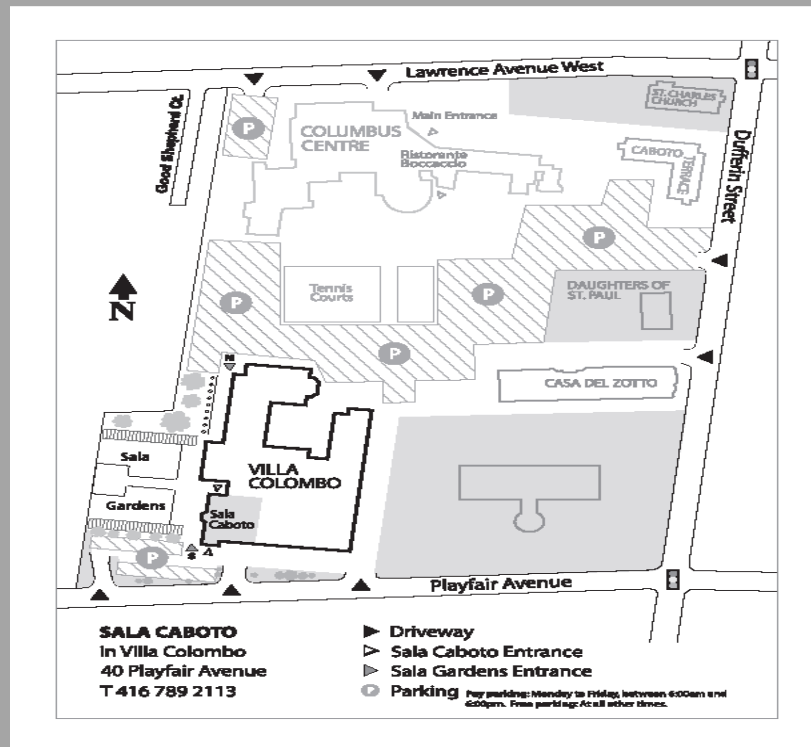 Lawrence Avenue West
Good Shepherd Ct.
P
COLUMBUS
CENTRE
Main Entrance
Ristorante
Boccaccio
ST. CHARLES
CHURCH
CABOTO
TERRACE
Dufferin Street
P
N
Tennis
Courts
P
P
P
DAUGHTERS OF
ST. PAUL
N
CASA DEL ZOTTO
Sala
Gardens
VILLA
COLOMBO
Sala
Caboto
S
P
Playfair Avenue
SALA CABOTO
in Villa Colombo
40 Playfair Avenue
T 416 789 2113
Driveway
Sala Caboto Entrance
Sala Gardens Entrance
P Parking Pay parking: Monday to Friday, between 6:00am and
6:00pm. Free parking: At all other times.